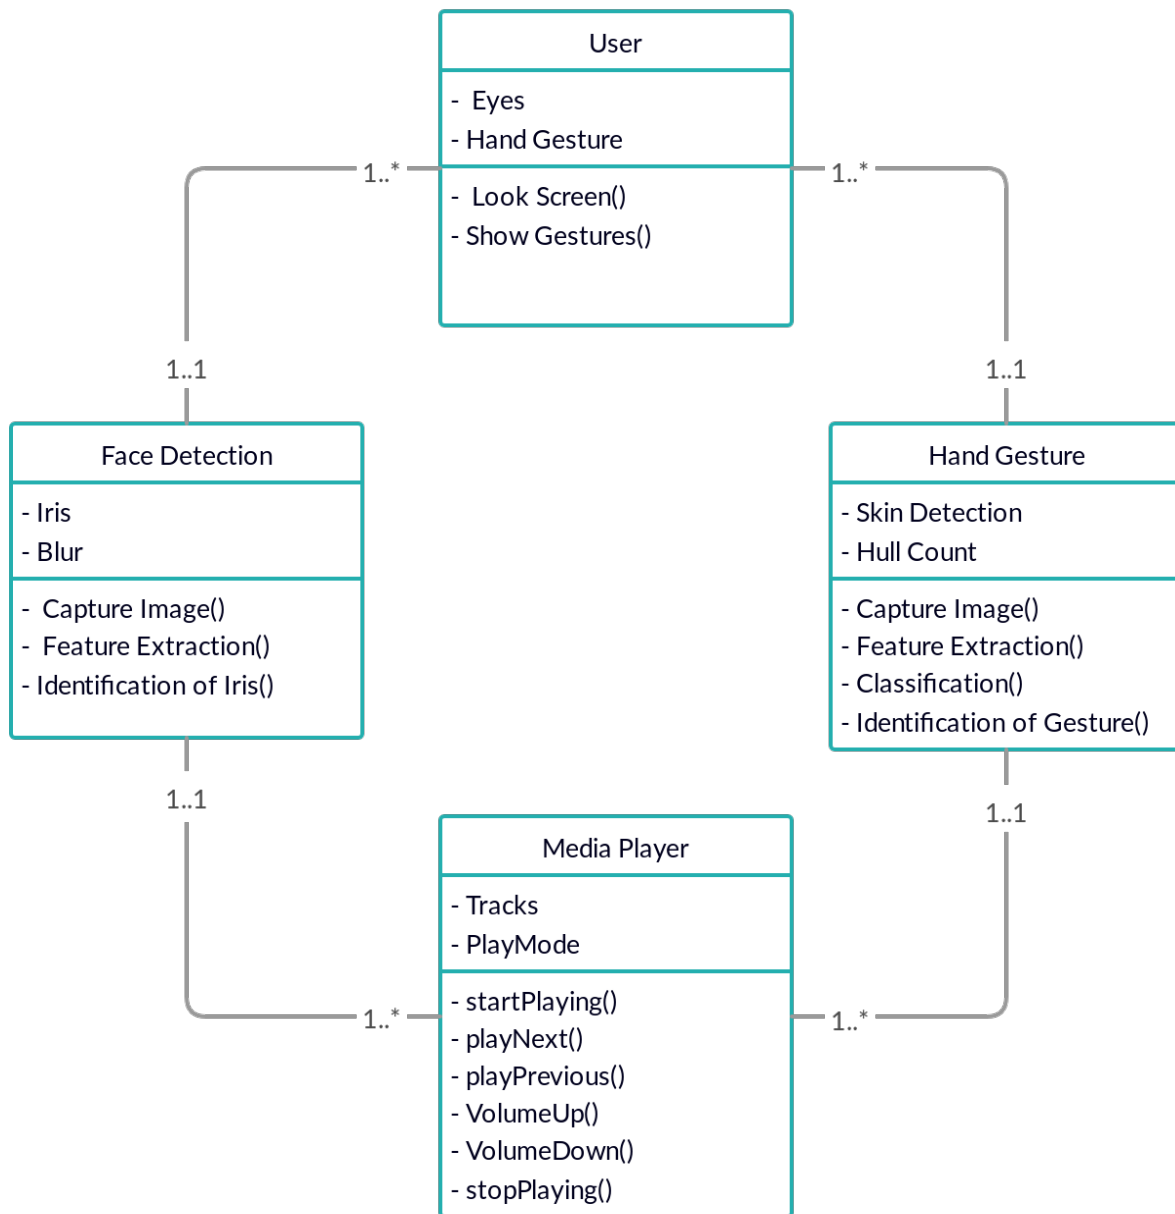 User
- Eyes
- Hand Gesture
1..*
1..*
- Look Screen()
- Show Gestures()
1..1
1..1
Face Detection
- Iris
- Blur
- Capture Image()
- Feature Extraction()
- Identification of Iris()
Hand Gesture
- Skin Detection
- Hull Count
- Capture Image()
- Feature Extraction()
- Classification()
- Identification of Gesture()
1..1
1..1
Media Player
- Tracks
- PlayMode
1..*
1..*
- startPlaying()
- playNext()
- playPrevious()
- VolumeUp()
- VolumeDown()
- stopPlaying()